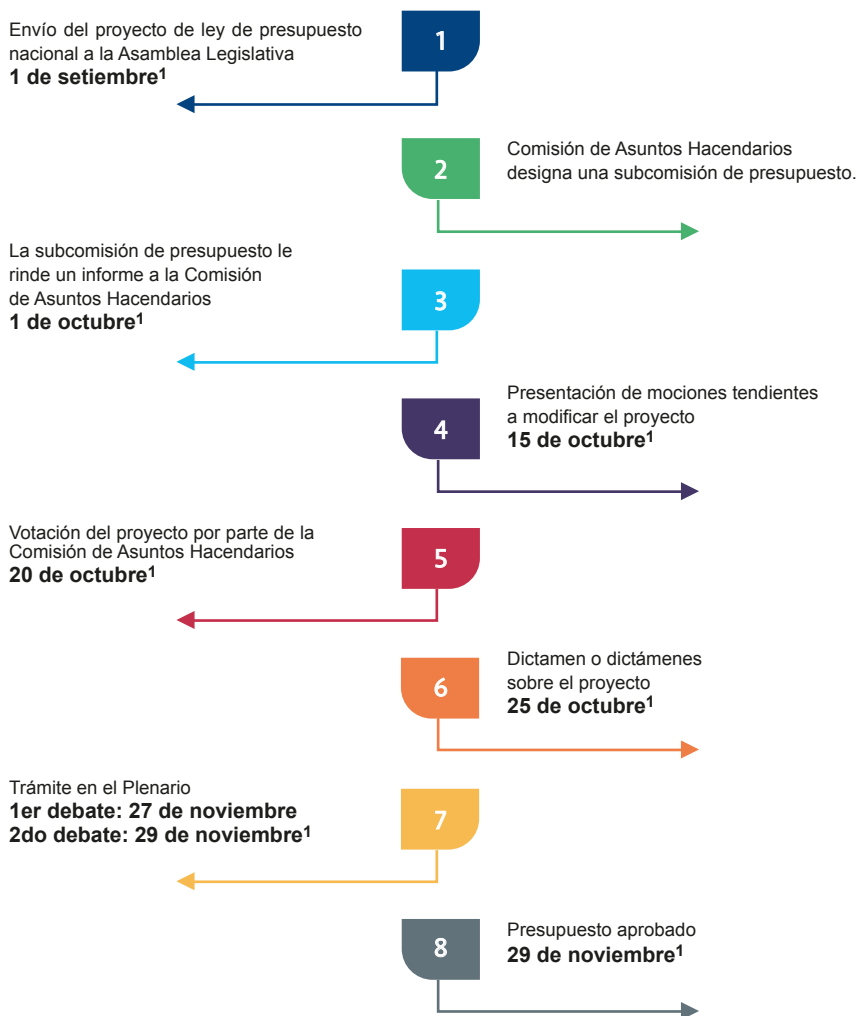 Envío del proyecto de ley de presupuesto
nacional a la Asamblea Legislativa
1 de setiembre¹
1
2
Comisión de Asuntos Hacendarios
designa una subcomisión de presupuesto.
La subcomisión de presupuesto le
rinde un informe a la Comisión
de Asuntos Hacendarios
1 de octubre¹
3
4
Presentación de mociones tendientes
a modificar el proyecto
15 de octubre¹
Votación del proyecto por parte de la
Comisión de Asuntos Hacendarios
20 de octubre¹
5
6
Dictamen o dictámenes
sobre el proyecto
25 de octubre¹
Trámite en el Plenario
1er debate: 27 de noviembre
2do debate: 29 de noviembre¹
7
8
Presupuesto aprobado
29 de noviembre¹